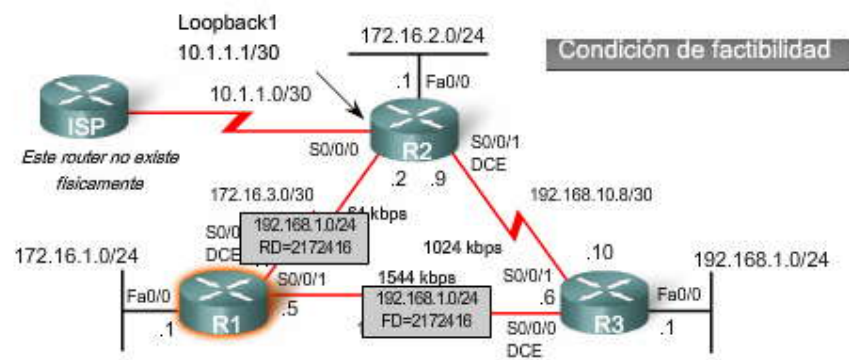 Loopback1
10.1.1.1/30
172.16.2.0/24
Condición de factibilidad
.1
Fa0/0
10.1.1.0/30
ISP
Este router no existe
físicamente
S0/0/0
R2
S0/0/1
DCE
.2
.9
172.16.3.0/30
192.168.10.8/30
64 kbps
192.168.1.0/24
RD=2172416
S0/0
DCE
1024 kbps
.10
172.16.1.0/24
192.168.1.0/24
S0/0/1
1544 kbps
S0/0/1
Fa0/0
R1
.5
192.168.1.0/24
FD=2172416
.6
R3
Fa0/0
.1
S0/0/0
DCE
.1